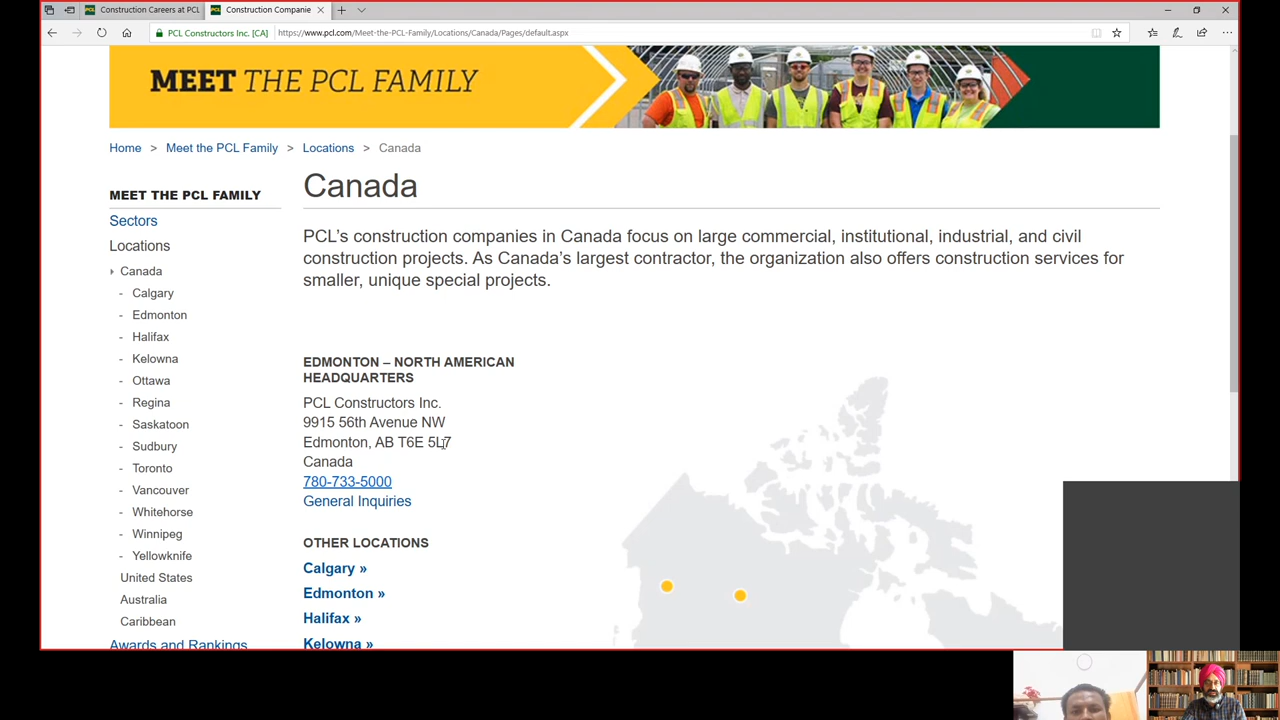 Construction Careers at PCL
Construction Companie
PCL Constructors Inc. [CA]
https://www.pcl.com/Meet-the-PCL-Family/Locations/Canada/Pages/default.aspx
MEET THE PCL FAMILY
Home > Meet the PCL Family > Locations > Canada
MEET THE PCL FAMILY
Sectors
Locations
Canada
- Calgary
- Edmonton
- Halifax
- Kelowna
- Ottawa
- Regina
- Saskatoon
- Sudbury
- Toronto
- Vancouver
- Whitehorse
- Winnipeg
- Yellowknife
United States
Australia
Caribbean
Awards and Rankings
Canada
PCL’s construction companies in Canada focus on large commercial, institutional, industrial, and civil
construction projects. As Canada’s largest contractor, the organization also offers construction services for
smaller, unique special projects.
EDMONTON – NORTH AMERICAN
HEADQUARTERS
PCL Constructors Inc.
9915 56th Avenue NW
Edmonton, AB T6E 5L7
Canada
780-733-5000
General Inquiries
OTHER LOCATIONS
Calgary »
Edmonton »
Halifax »
Kelowna »